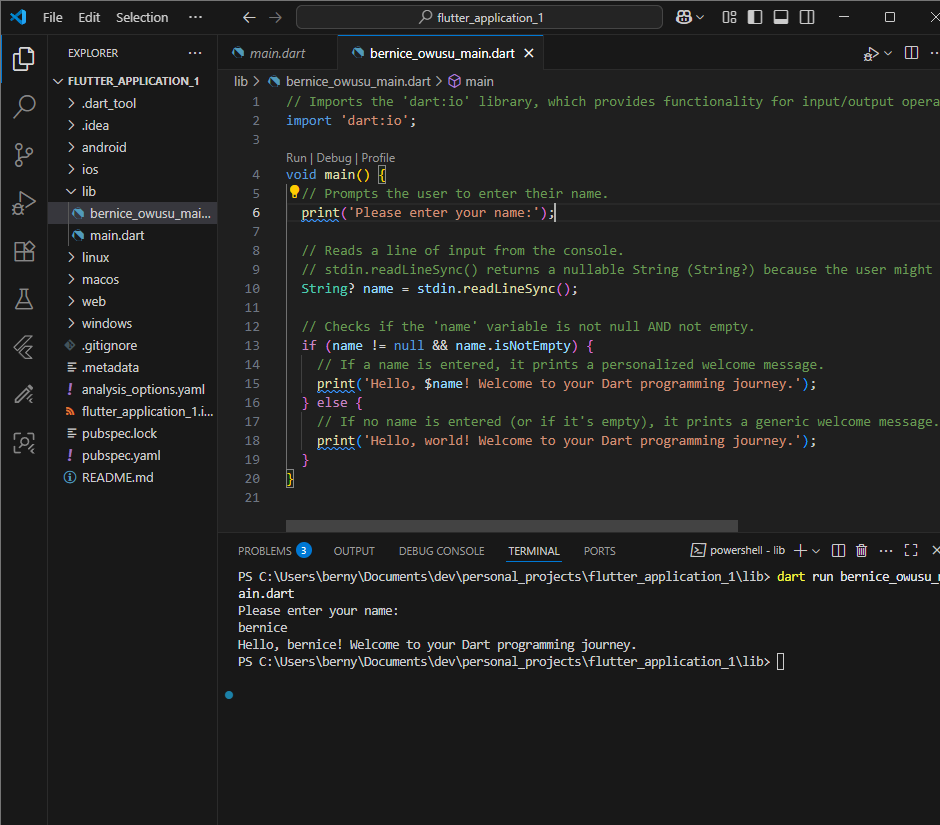 File Edit Selection ··· flutter_application_1
EXPLORER ···
FLUTTER_APPLICATION_1
.dart_tool
.idea
android
ios
lib
bernice_owusu_mai...
main.dart
linux
macos
web
windows
.gitignore
.metadata
analysis_options.yaml
flutter_application_1.i...
pubspec.lock
pubspec.yaml
README.md
main.dart bernice_owusu_main.dart
lib > bernice_owusu_main.dart > main
1 // Imports the 'dart:io' library, which provides functionality for input/output opera
2 import 'dart:io';
3
Run | Debug | Profile
4 void main() {
5 // Prompts the user to enter their name.
6 print('Please enter your name:');
7
8 // Reads a line of input from the console.
9 // stdin.readLineSync() returns a nullable String (String?) because the user might
10 String? name = stdin.readLineSync();
11
12 // Checks if the 'name' variable is not null AND not empty.
13 if (name != null && name.isNotEmpty) {
14 // If a name is entered, it prints a personalized welcome message.
15 print('Hello, $name! Welcome to your Dart programming journey.');
16 } else {
17 // If no name is entered (or if it's empty), it prints a generic welcome message.
18 print('Hello, world! Welcome to your Dart programming journey.');
19 }
20 }
21
PROBLEMS 3 OUTPUT DEBUG CONSOLE TERMINAL PORTS powershell - lib
PS C:\Users\berny\Documents\dev\personal_projects\flutter_application_1\lib> dart run bernice_owusu_m
ain.dart
Please enter your name:
bernice
Hello, bernice! Welcome to your Dart programming journey.
PS C:\Users\berny\Documents\dev\personal_projects\flutter_application_1\lib>